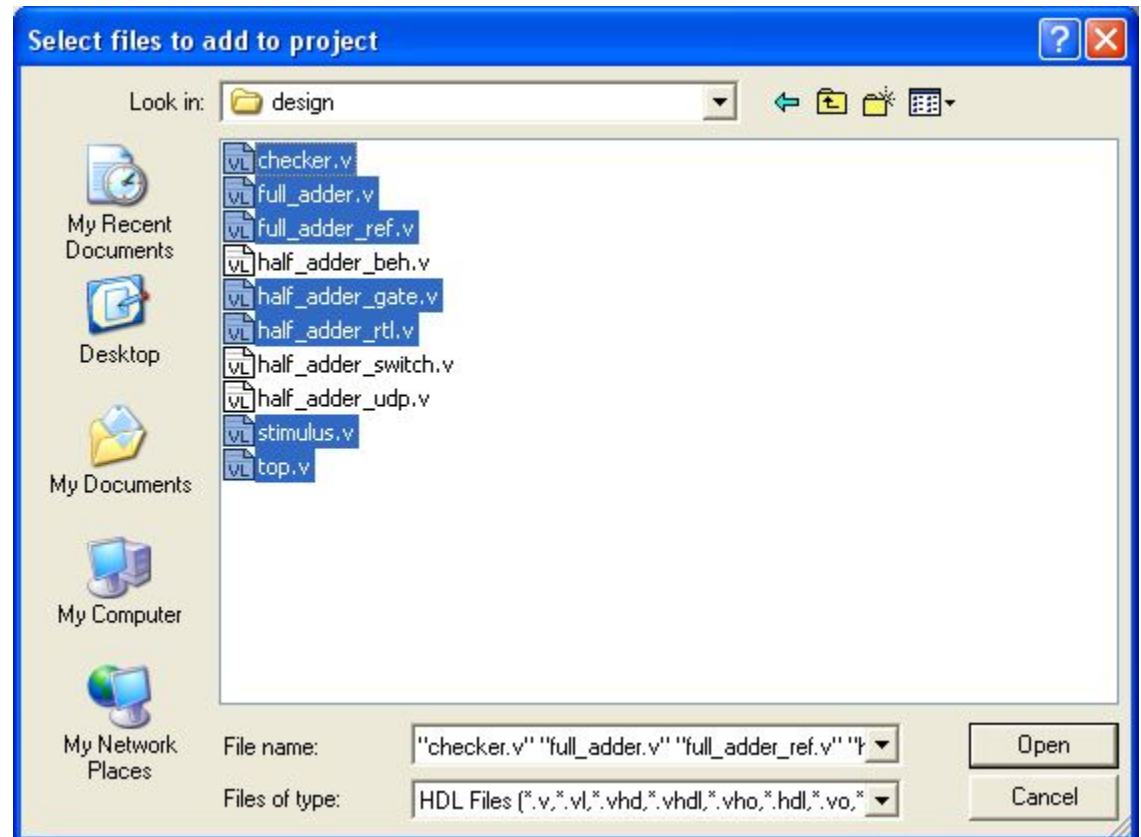 Select files to add to project
Look in:
design
My Recent
Documents
Desktop
My Documents
My Computer
My Network
Places
checker.v
full_adder.v
full_adder_ref.v
half_adder_beh.v
half_adder_gate.v
half_adder_rtl.v
half_adder_switch.v
half_adder_udp.v
stimulus.v
top.v
File name:
"checker.v" "full_adder.v" "full_adder_ref.v"
Open
Files of type:
HDL Files (*.v,*.vl,*.vhd,*.vhdl,*.vho,*.hdl,*.vo,*
Cancel